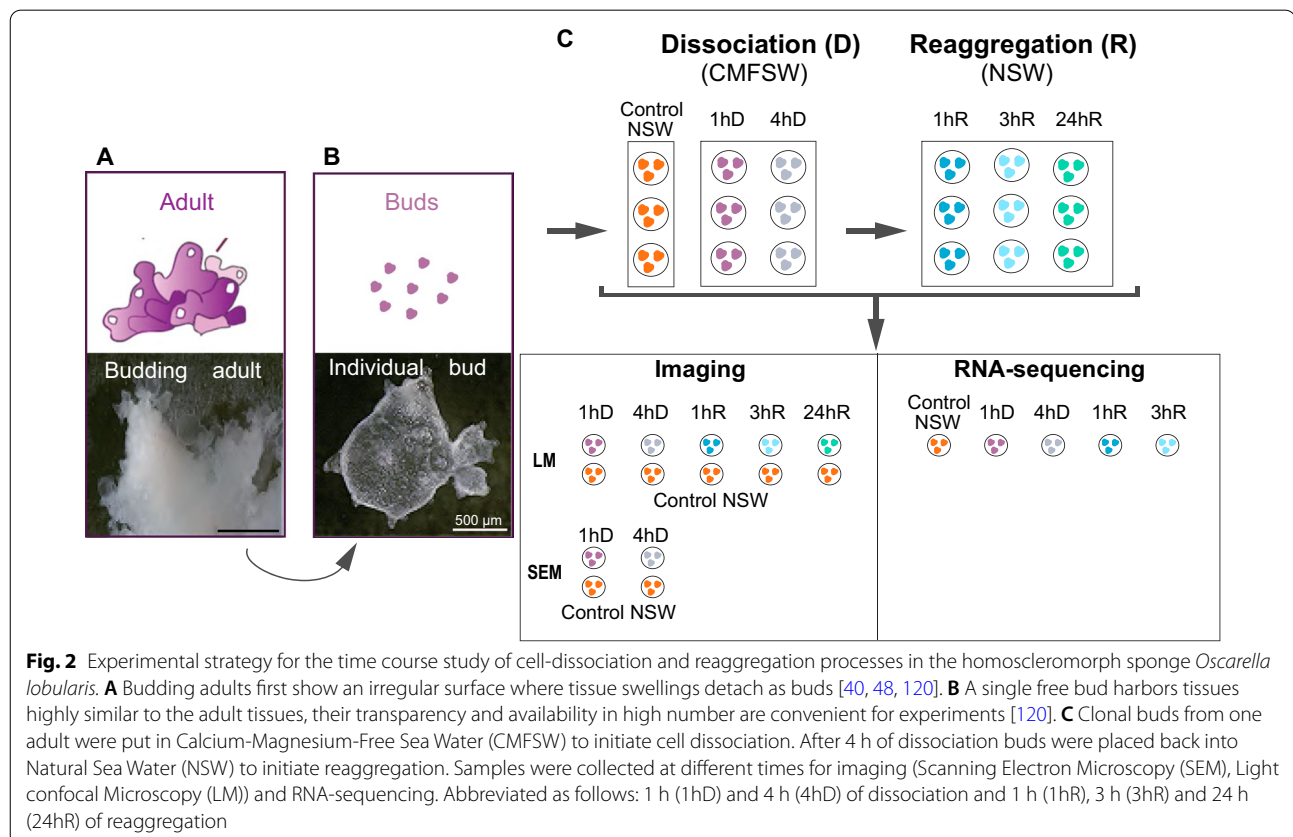 C
Dissociation (D)
(CMFSW)
Reaggregation (R)
(NSW)
Control
NSW
1hD
4hD
1hR
3hR
24hR
A
Adult
Budding adult
B
Buds
Individual bud
500 µm
Imaging
1hD
4hD
1hR
3hR
24hR
LM
Control NSW
1hD
4hD
SEM
Control NSW
RNA-sequencing
Control
NSW
1hD
4hD
1hR
3hR
Fig. 2 Experimental strategy for the time course study of cell-dissociation and reaggregation processes in the homoscleromorph sponge Oscarella
lobularis. A Budding adults first show an irregular surface where tissue swellings detach as buds [40, 48, 120]. B A single free bud harbors tissues
highly similar to the adult tissues, their transparency and availability in high number are convenient for experiments [120]. C Clonal buds from one
adult were put in Calcium-Magnesium-Free Sea Water (CMFSW) to initiate cell dissociation. After 4 h of dissociation buds were placed back into
Natural Sea Water (NSW) to initiate reaggregation. Samples were collected at different times for imaging (Scanning Electron Microscopy (SEM), Light
confocal Microscopy (LM)) and RNA-sequencing. Abbreviated as follows: 1 h (1hD) and 4 h (4hD) of dissociation and 1 h (1hR), 3 h (3hR) and 24 h
(24hR) of reaggregation